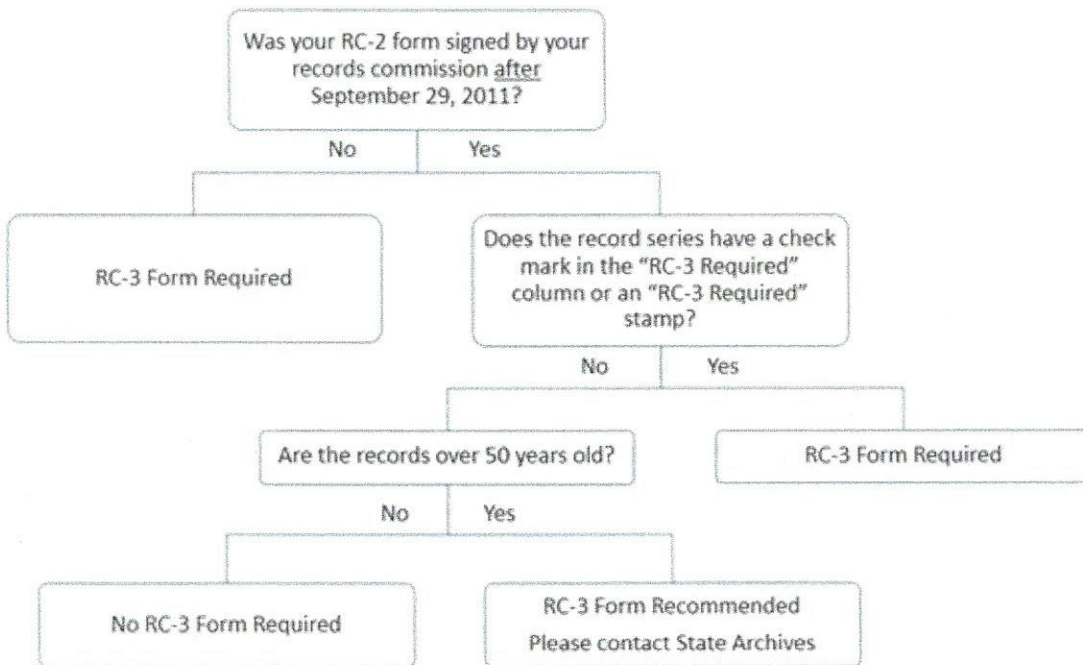 Was your RC-2 form signed by your
records commission after
September 29, 2011?
No
Yes
RC-3 Form Required
Does the record series have a check
mark in the “RC-3 Required”
column or an “RC-3 Required”
stamp?
No
Yes
Are the records over 50 years old?
RC-3 Form Required
No
Yes
No RC-3 Form Required
RC-3 Form Recommended
Please contact State Archives